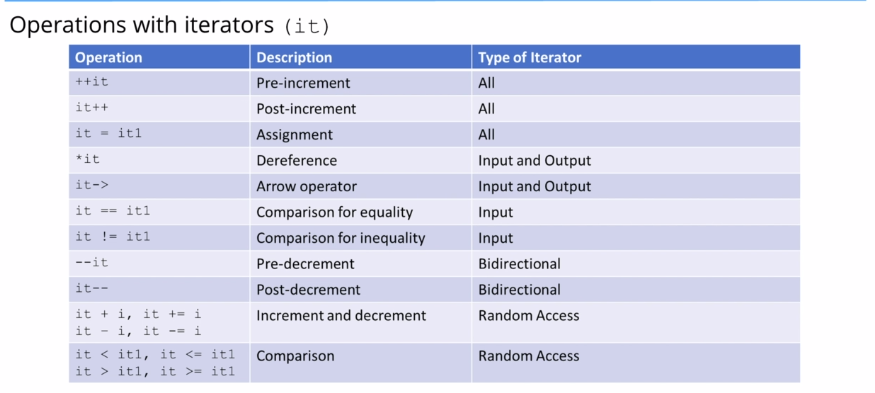 Operations with iterators (it)
Operation Description Type of Iterator
++it Pre-increment All
it++ Post-increment All
it = it1 Assignment All
*it Dereference Input and Output
it-> Arrow operator Input and Output
it == it1 Comparison for equality Input
it != it1 Comparison for inequality Input
--it Pre-decrement Bidirectional
it-- Post-decrement Bidirectional
it + i, it += i Increment and decrement Random Access
it - i, it -= i
it < it1, it <= it1 Comparison Random Access
it > it1, it >= it1